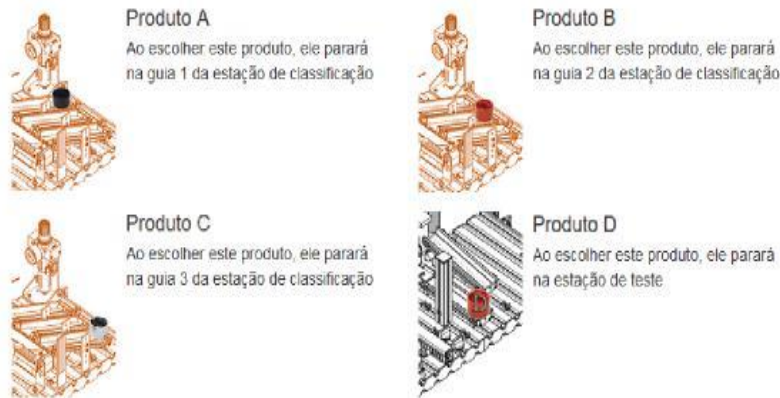 Produto A
Ao escolher este produto, ele parará
na guia 1 da estação de classificação
Produto B
Ao escolher este produto, ele parará
na guia 2 da estação de classificação
Produto C
Ao escolher este produto, ele parará
na guia 3 da estação de classificação
Produto D
Ao escolher este produto, ele parará
na estação de teste